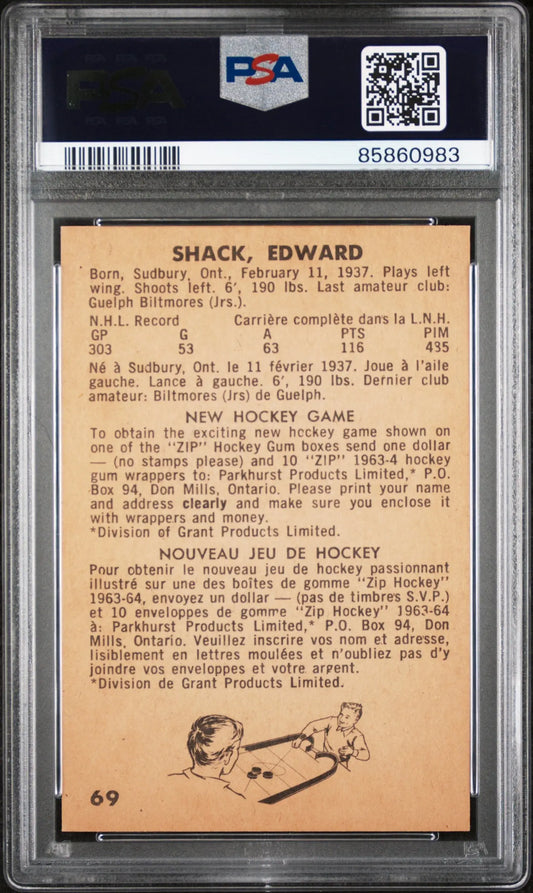 PSA
PSA
85860983
SHACK, EDWARD
Born, Sudbury, Ont., February 11, 1937. Plays left
wing. Shoots left. 6', 190 lbs. Last amateur club:
Guelph Biltmores (Jrs.).
N.H.L. Record Carrière complète dans la L.N.H.
GP G A PTS PIM
303 53 63 116 435
Né à Sudbury, Ont. le 11 février 1937. Joue à l'aile
gauche. Lance à gauche. 6', 190 lbs. Dernier club
amateur: Biltmores (Jrs) de Guelph.
NEW HOCKEY GAME
To obtain the exciting new hockey game shown on
one of the "ZIP" Hockey Gum boxes send one dollar
— (no stamps please) and 10 "ZIP" 1963-4 hockey
gum wrappers to: Parkhurst Products Limited,* P.O.
Box 94, Don Mills, Ontario. Please print your name
and address clearly and make sure you enclose it
with wrappers and money.
*Division of Grant Products Limited.
NOUVEAU JEU DE HOCKEY
Pour obtenir le nouveau jeu de hockey passionnant
illustré sur une des boîtes de gomme "Zip Hockey"
1963-64, envoyez un dollar — (pas de timbres S.V.P.)
et 10 enveloppes de gomme "Zip Hockey" 1963-64
à: Parkhurst Products Limited,* P.O. Box 94, Don
Mills, Ontario. Veuillez inscrire vos nom et adresse,
lisiblement en lettres moulées et n'oubliez pas d'y
joindre vos enveloppes et votre argent.
*Division de Grant Products Limited.
69